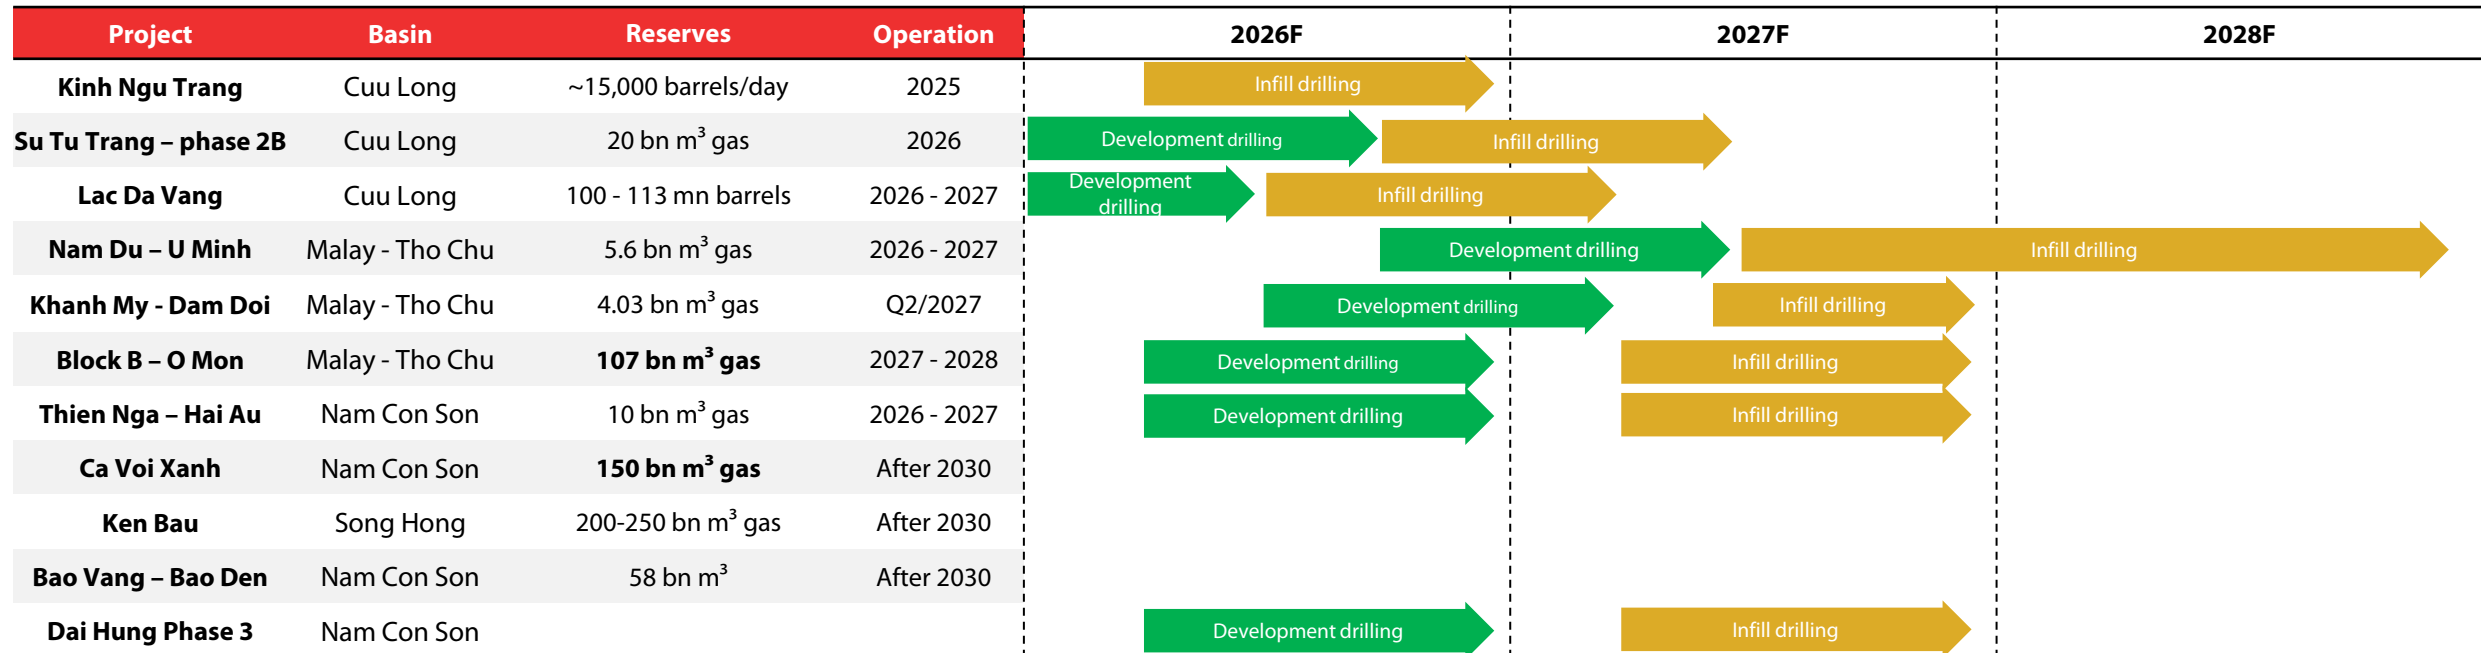 Project Basin Reserves Operation 2026F 2027F 2028F
Kinh Ngu Trang Cuu Long ~15,000 barrels/day 2025 Infill drilling
Su Tu Trang – phase 2B Cuu Long 20 bn m³ gas 2026 Development drilling Infill drilling
Lac Da Vang Cuu Long 100 - 113 mn barrels 2026 - 2027 Development drilling Infill drilling
Nam Du – U Minh Malay - Tho Chu 5.6 bn m³ gas 2026 - 2027 Development drilling Infill drilling
Khanh My - Dam Doi Malay - Tho Chu 4.03 bn m³ gas Q2/2027 Development drilling Infill drilling
Block B – O Mon Malay - Tho Chu 107 bn m³ gas 2027 - 2028 Development drilling Infill drilling
Thien Nga – Hai Au Nam Con Son 10 bn m³ gas 2026 - 2027 Development drilling Infill drilling
Ca Voi Xanh Nam Con Son 150 bn m³ gas After 2030
Ken Bau Song Hong 200-250 bn m³ gas After 2030
Bao Vang – Bao Den Nam Con Son 58 bn m³ After 2030
Dai Hung Phase 3 Nam Con Son Development drilling Infill drilling